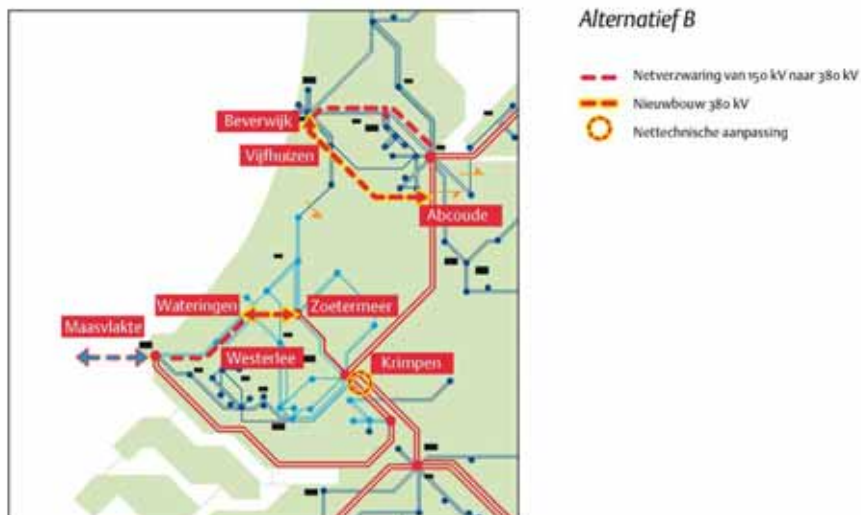 Alternatief B
Netverzwaring van 150 kV naar 380 kV
Nieuwbouw 380 kV
Nettechnische aanpassing
Beverwijk
Vijfhuizen
Abcoude
Wateringen
Zoetermeer
Maasvlakte
Westerlee
Krimpen